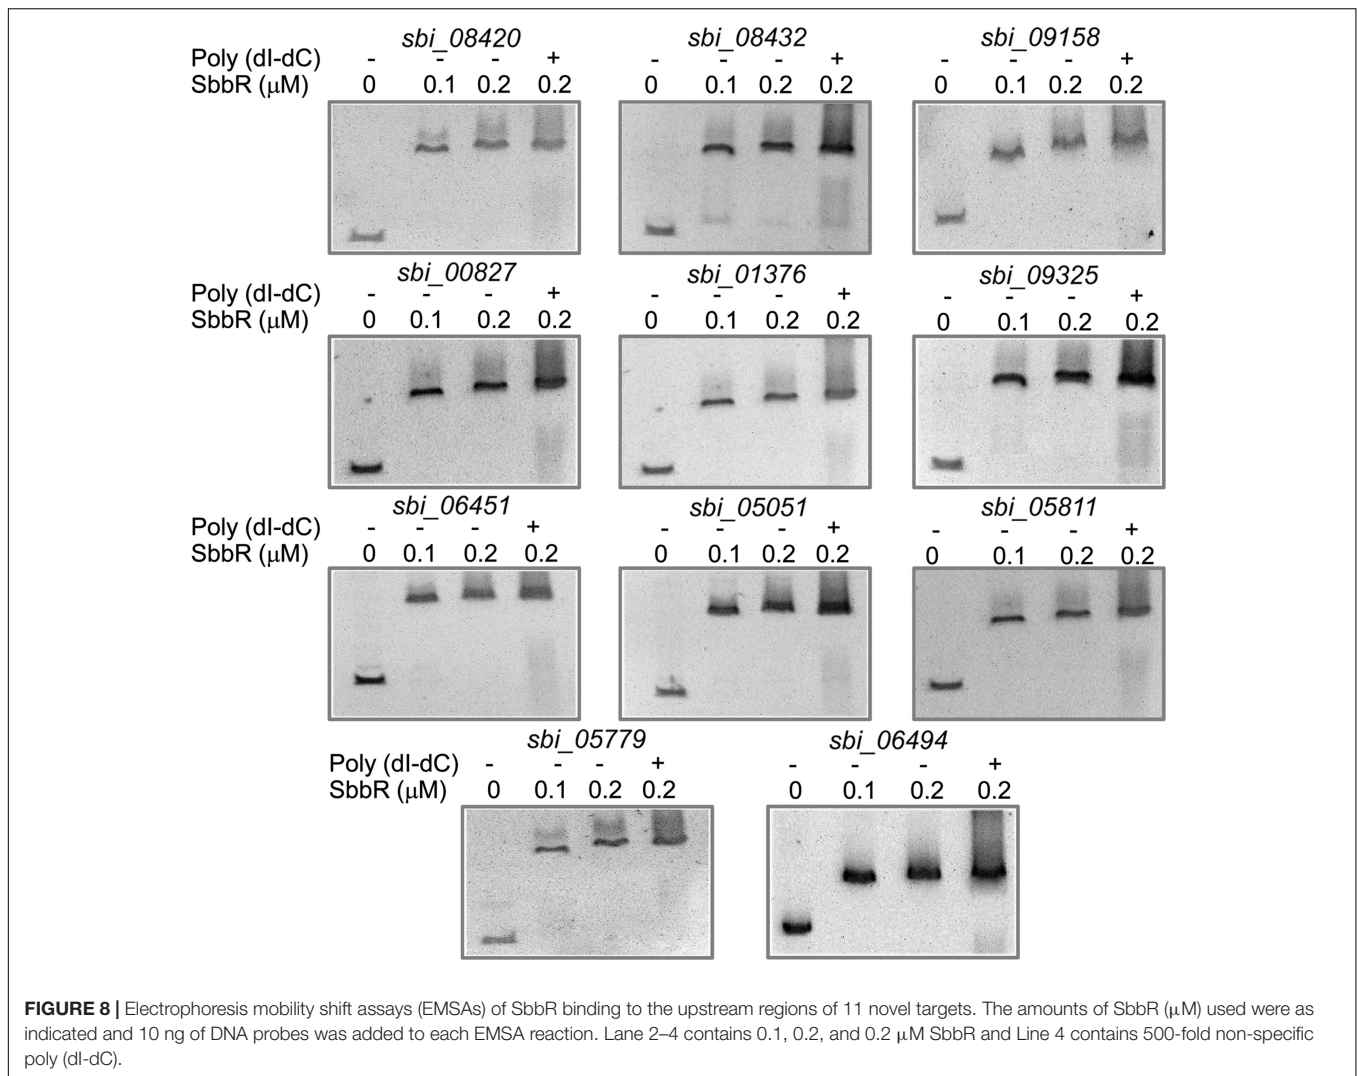 sbi_08420 sbi_08432 sbi_09158
Poly (dI-dC) - - - + - - - + - - - +
SbbR (μM) 0 0.1 0.2 0.2 0 0.1 0.2 0.2 0 0.1 0.2 0.2
sbi_00827 sbi_01376 sbi_09325
Poly (dI-dC) - - - + - - - + - - - +
SbbR (μM) 0 0.1 0.2 0.2 0 0.1 0.2 0.2 0 0.1 0.2 0.2
sbi_06451 sbi_05051 sbi_05811
Poly (dI-dC) - - - + - - - + - - - +
SbbR (μM) 0 0.1 0.2 0.2 0 0.1 0.2 0.2 0 0.1 0.2 0.2
sbi_05779 sbi_06494
Poly (dI-dC) - - - + - - - +
SbbR (μM) 0 0.1 0.2 0.2 0 0.1 0.2 0.2
FIGURE 8 | Electrophoresis mobility shift assays (EMSAs) of SbbR binding to the upstream regions of 11 novel targets. The amounts of SbbR (μM) used were as
indicated and 10 ng of DNA probes was added to each EMSA reaction. Lane 2–4 contains 0.1, 0.2, and 0.2 μM SbbR and Line 4 contains 500-fold non-specific
poly (dI-dC).